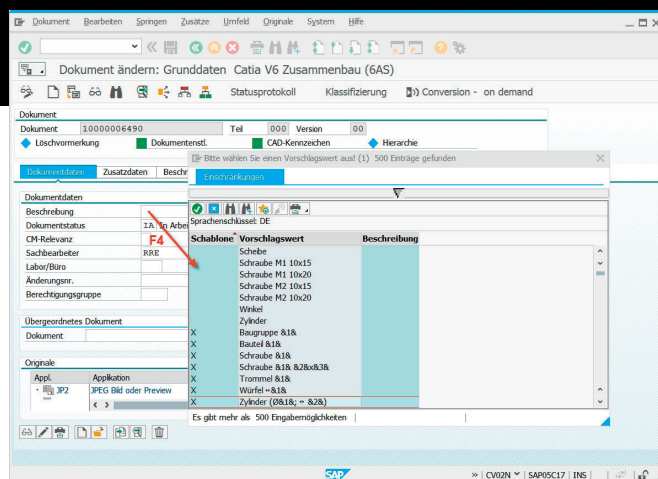 Dokument Bearbeiten Springen Zusätze Umfeld Originale System Hilfe
Dokument ändern: Grunddaten Catia V6 Zusammenbau (6AS)
Statusprotokoll Klassifizierung Conversion - on demand
Dokument
Dokument 10000006490 Teil 000 Version 00
Löschvormerkung Dokumentenstl. CAD-Kennzeichen Hierarchie
Dokumentdaten Zusatzdaten Beschr
Dokumentdaten
Beschreibung
Dokumentstatus IA In Arbei
CM-Relevanz
F4
Sachbearbeiter RRE
Labor/Büro
Änderungsnr.
Berechtigungsgruppe
Übergeordnetes Dokument
Dokument
Originale
Appl. Applikation
JP2 JPEG Bild oder Preview
Bitte wählen Sie einen Vorschlagswert aus! (1) 500 Einträge gefunden
Einschränkungen
Sprachenschlüssel: DE
Schablone Vorschlagswert Beschreibung
Scheibe
Schraube M1 10x15
Schraube M1 10x20
Schraube M2 10x15
Schraube M2 10x20
Winkel
Zylinder
X Baugruppe &1&
X Bauteil &1&
X Schraube &1&
X Schraube &1& &2&x&3&
X Trommel &1&
X Würfel ↔&1&
X Zylinder (Ø&1&; ↔ &2&)
Es gibt mehr als 500 Eingabemöglichkeiten
SAP
» CV02N SAP05C17 INS